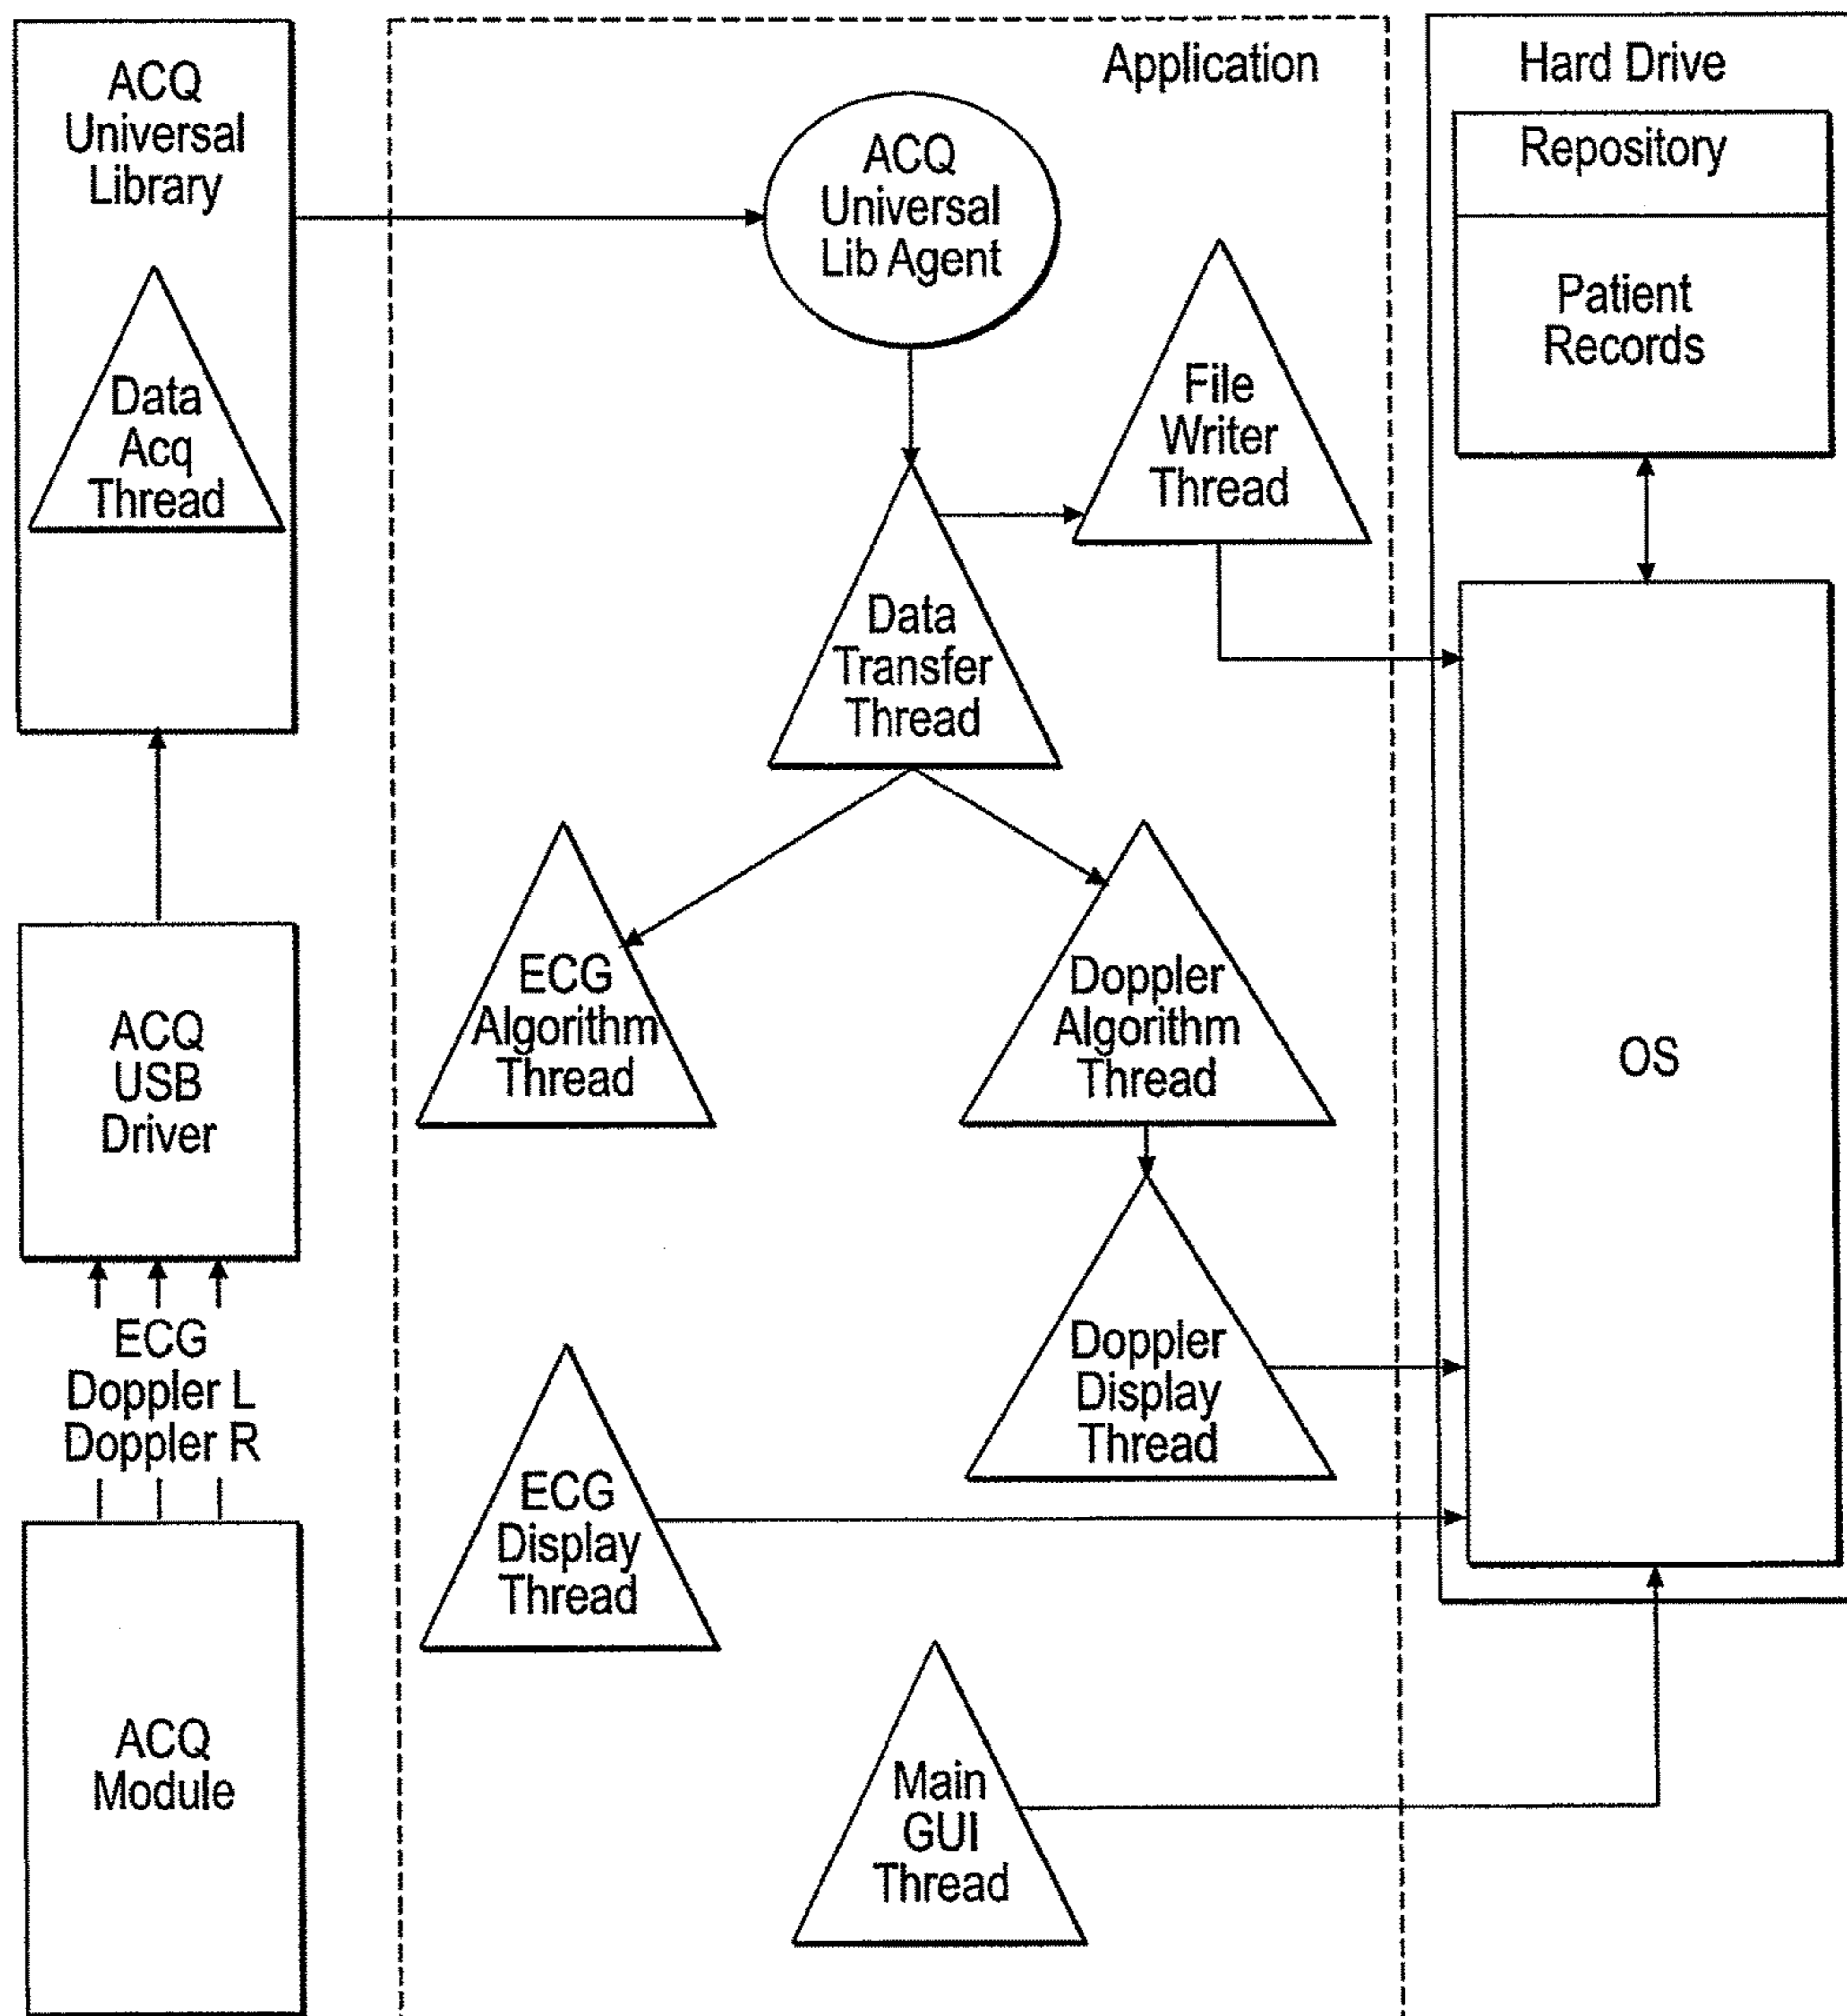 ACQ
Universal
Library
Data
Acq
Thread
ACQ
USB
Driver
ECG
Doppler L
Doppler R
ACQ
Module
Application
ACQ
Universal
Lib Agent
File
Writer
Thread
Data
Transfer
Thread
ECG
Algorithm
Thread
Doppler
Algorithm
Thread
Doppler
Display
Thread
ECG
Display
Thread
Main
GUI
Thread
Hard Drive
Repository
Patient
Records
OS